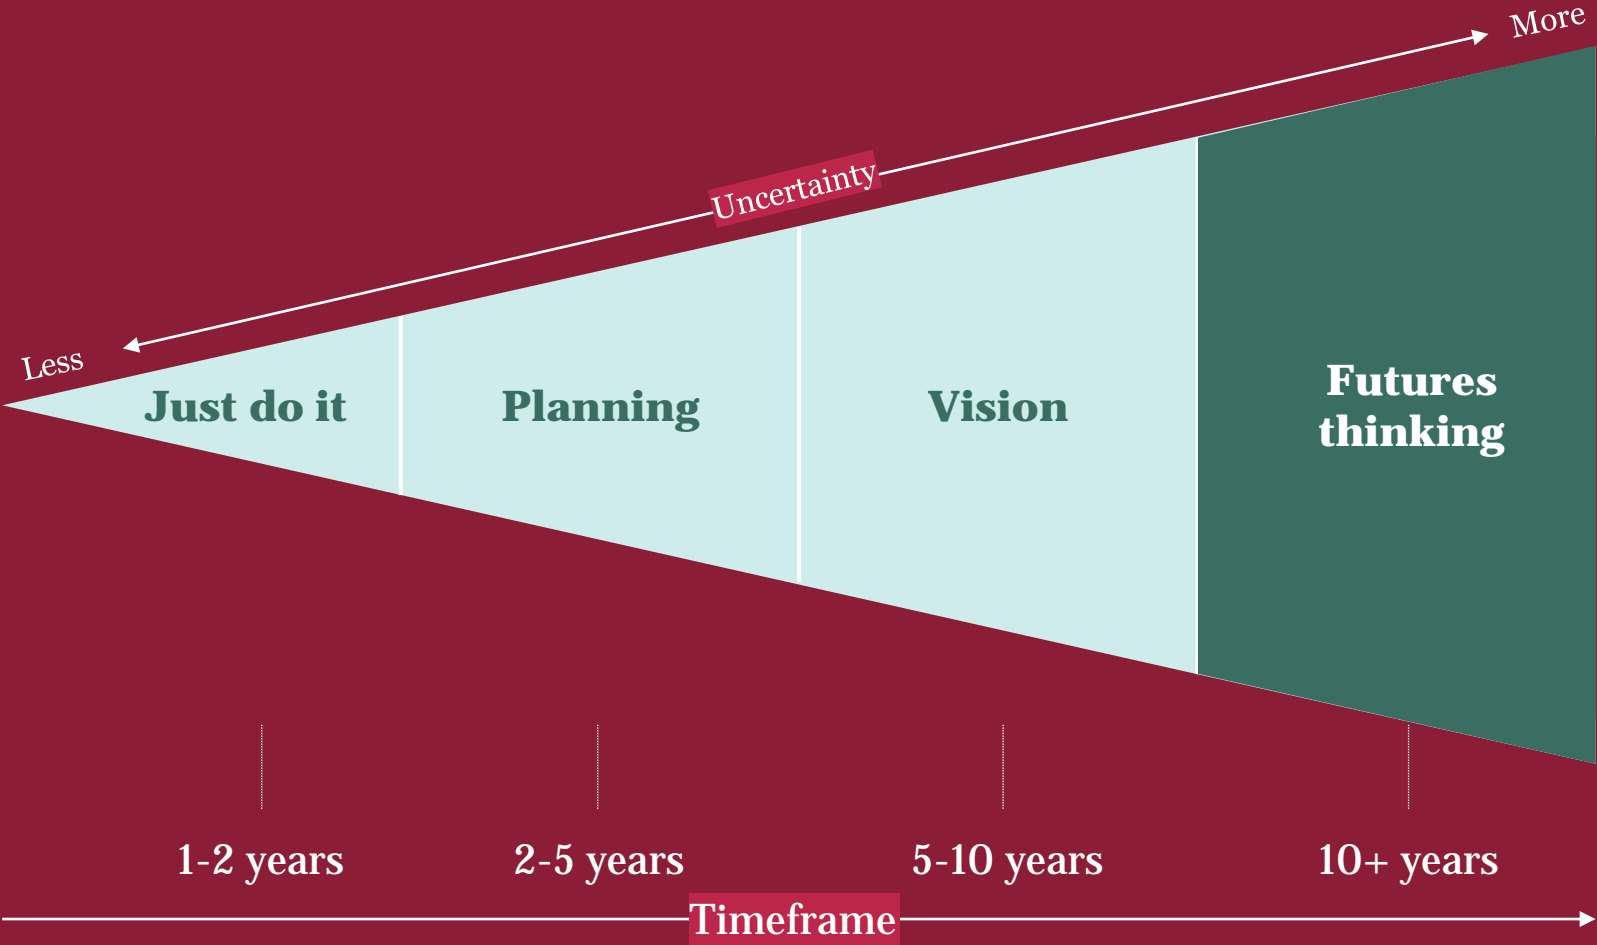 More
Uncertainty
Less
Just do it
Planning
Vision
Futures
thinking
1-2 years
2-5 years
5-10 years
10+ years
Timeframe